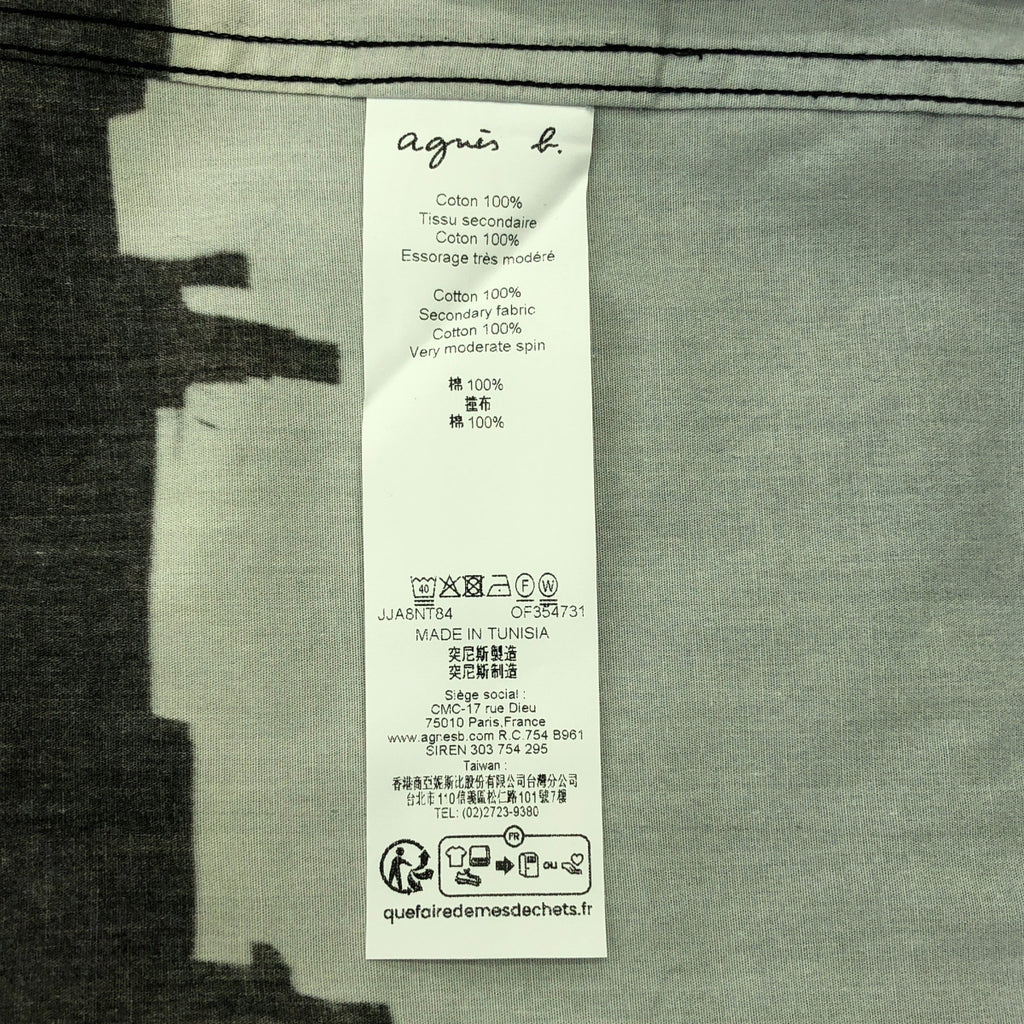 agnès b.
Coton 100%
Tissu secondaire
Coton 100%
Essorage très modéré
Cotton 100%
Secondary fabric
Cotton 100%
Very moderate spin
棉 100%
撞布
棉 100%
40 F W
JJA8NT84 OF354731
MADE IN TUNISIA
突尼斯製造
突尼斯制造
Siège social :
CMC-17 rue Dieu
75010 Paris,France
www.agnesb.com R.C.754 B961
SIREN 303 754 295
Taiwan :
香港商亞妮斯比股份有限公司台灣分公司
台北市110信義區松仁路101號7樓
TEL: (02)2723-9380
FR
OU
quefairedemesdechets.fr